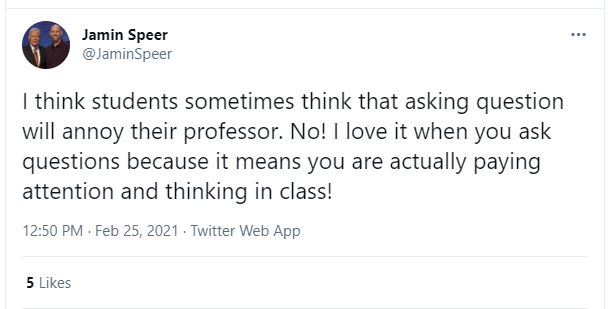 Jamin Speer
@JaminSpeer
I think students sometimes think that asking question
will annoy their professor. No! I love it when you ask
questions because it means you are actually paying
attention and thinking in class!
12:50 PM · Feb 25, 2021 · Twitter Web App
5 Likes